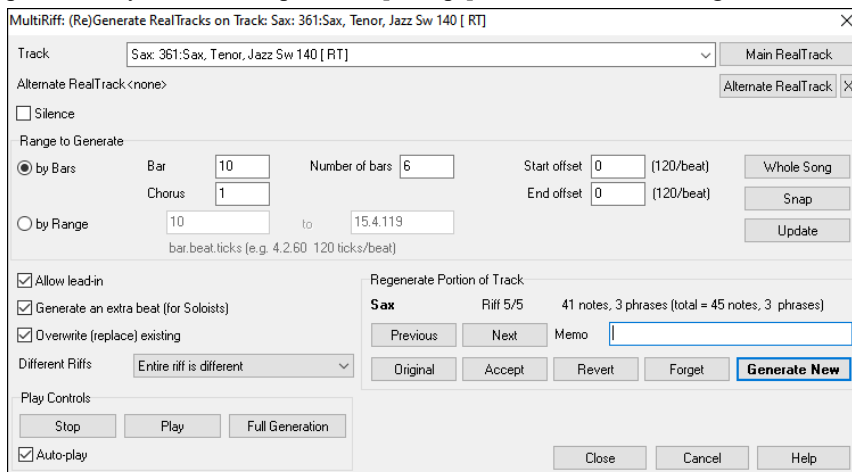 MultiRiff: (Re)Generate RealTracks on Track: Sax: 361:Sax, Tenor, Jazz Sw 140 [ RT]
Track Sax: 361:Sax, Tenor, Jazz Sw 140 [ RT] Main RealTrack
Alternate RealTrack <none> Alternate RealTrack X
Silence
Range to Generate
by Bars Bar 10 Number of bars 6 Start offset 0 (120/beat) Whole Song
Chorus 1 End offset 0 (120/beat) Snap
by Range 10 to 15.4.119 Update
bar.beat.ticks (e.g. 4.2.60 120 ticks/beat)
Allow lead-in Regenerate Portion of Track
Generate an extra beat (for Soloists) Sax Riff 5/5 41 notes, 3 phrases (total = 45 notes, 3 phrases)
Overwrite (replace) existing Previous Next Memo
Different Riffs Entire riff is different Original Accept Revert Forget Generate New
Play Controls
Stop Play Full Generation
Auto-play Close Cancel Help